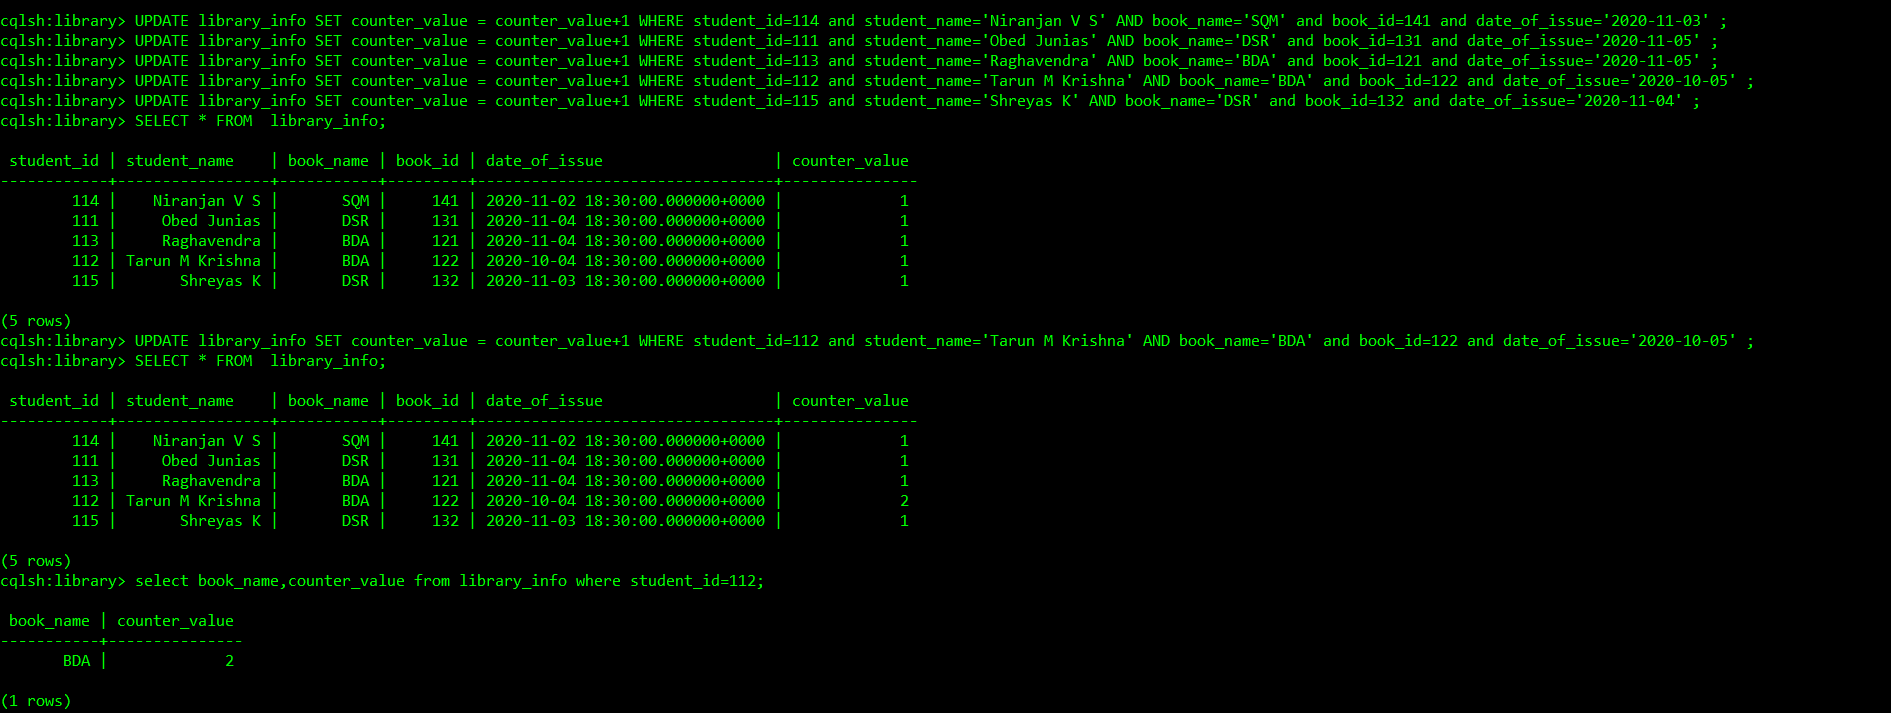 cqlsh:library> UPDATE library_info SET counter_value = counter_value+1 WHERE student_id=114 and student_name='Niranjan V S' AND book_name='SQM' and book_id=141 and date_of_issue='2020-11-03' ;
cqlsh:library> UPDATE library_info SET counter_value = counter_value+1 WHERE student_id=111 and student_name='Obed Junias' AND book_name='DSR' and book_id=131 and date_of_issue='2020-11-05' ;
cqlsh:library> UPDATE library_info SET counter_value = counter_value+1 WHERE student_id=113 and student_name='Raghavendra' AND book_name='BDA' and book_id=121 and date_of_issue='2020-11-05' ;
cqlsh:library> UPDATE library_info SET counter_value = counter_value+1 WHERE student_id=112 and student_name='Tarun M Krishna' AND book_name='BDA' and book_id=122 and date_of_issue='2020-10-05' ;
cqlsh:library> UPDATE library_info SET counter_value = counter_value+1 WHERE student_id=115 and student_name='Shreyas K' AND book_name='DSR' and book_id=132 and date_of_issue='2020-11-04' ;
cqlsh:library> SELECT * FROM  library_info;
 student_id | student_name    | book_name | book_id | date_of_issue                   | counter_value
------------+-----------------+-----------+---------+---------------------------------+---------------
        114 |    Niranjan V S |       SQM |     141 | 2020-11-02 18:30:00.000000+0000 |             1
        111 |     Obed Junias |       DSR |     131 | 2020-11-04 18:30:00.000000+0000 |             1
        113 |     Raghavendra |       BDA |     121 | 2020-11-04 18:30:00.000000+0000 |             1
        112 | Tarun M Krishna |       BDA |     122 | 2020-10-04 18:30:00.000000+0000 |             1
        115 |       Shreyas K |       DSR |     132 | 2020-11-03 18:30:00.000000+0000 |             1
(5 rows)
cqlsh:library> UPDATE library_info SET counter_value = counter_value+1 WHERE student_id=112 and student_name='Tarun M Krishna' AND book_name='BDA' and book_id=122 and date_of_issue='2020-10-05' ;
cqlsh:library> SELECT * FROM  library_info;
 student_id | student_name    | book_name | book_id | date_of_issue                   | counter_value
------------+-----------------+-----------+---------+---------------------------------+---------------
        114 |    Niranjan V S |       SQM |     141 | 2020-11-02 18:30:00.000000+0000 |             1
        111 |     Obed Junias |       DSR |     131 | 2020-11-04 18:30:00.000000+0000 |             1
        113 |     Raghavendra |       BDA |     121 | 2020-11-04 18:30:00.000000+0000 |             1
        112 | Tarun M Krishna |       BDA |     122 | 2020-10-04 18:30:00.000000+0000 |             2
        115 |       Shreyas K |       DSR |     132 | 2020-11-03 18:30:00.000000+0000 |             1
(5 rows)
cqlsh:library> select book_name,counter_value from library_info where student_id=112;
 book_name | counter_value
-----------+---------------
       BDA |             2
(1 rows)